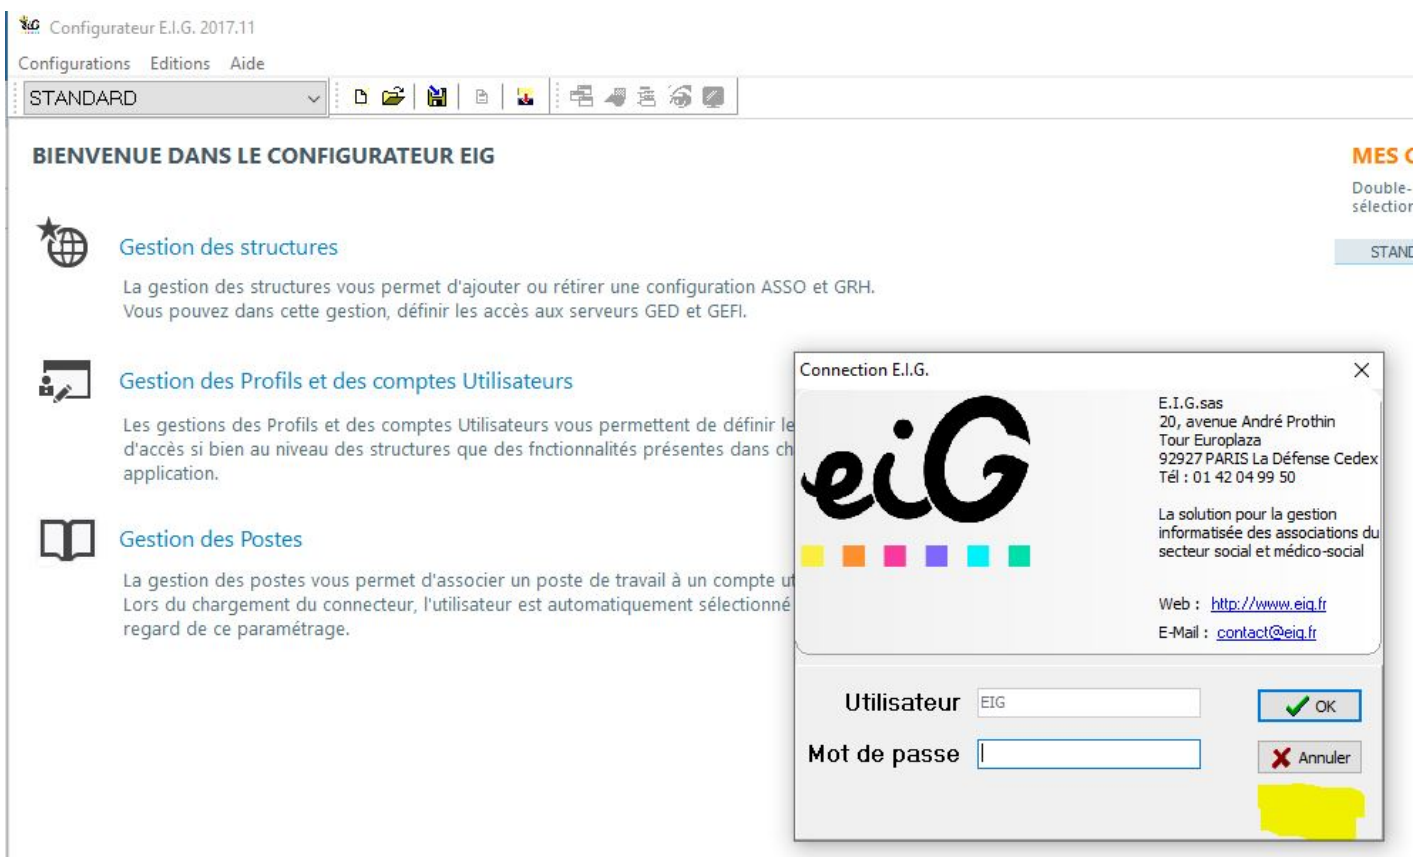 Configurateur E.I.G. 2017.11
Configurations Editions Aide
STANDARD
BIENVENUE DANS LE CONFIGURATEUR EIG
MES
Double-
sélection
STAND
Gestion des structures
La gestion des structures vous permet d'ajouter ou rétirer une configuration ASSO et GRH.
Vous pouvez dans cette gestion, définir les accès aux serveurs GED et GEFI.
Gestion des Profils et des comptes Utilisateurs
Les gestions des Profils et des comptes Utilisateurs vous permettent de définir le
d'accès si bien au niveau des structures que des fnctionnalités présentes dans ch
application.
Gestion des Postes
La gestion des postes vous permet d'associer un poste de travail à un compte ut
Lors du chargement du connecteur, l'utilisateur est automatiquement sélectionné
regard de ce paramétrage.
Connection E.I.G.
eiG
E.I.G.sas
20, avenue André Prothin
Tour Europlaza
92927 PARIS La Défense Cedex
Tél : 01 42 04 99 50
La solution pour la gestion
informatisée des associations du
secteur social et médico-social
Web : http://www.eig.fr
E-Mail : contact@eig.fr
Utilisateur EIG
OK
Mot de passe
Annuler